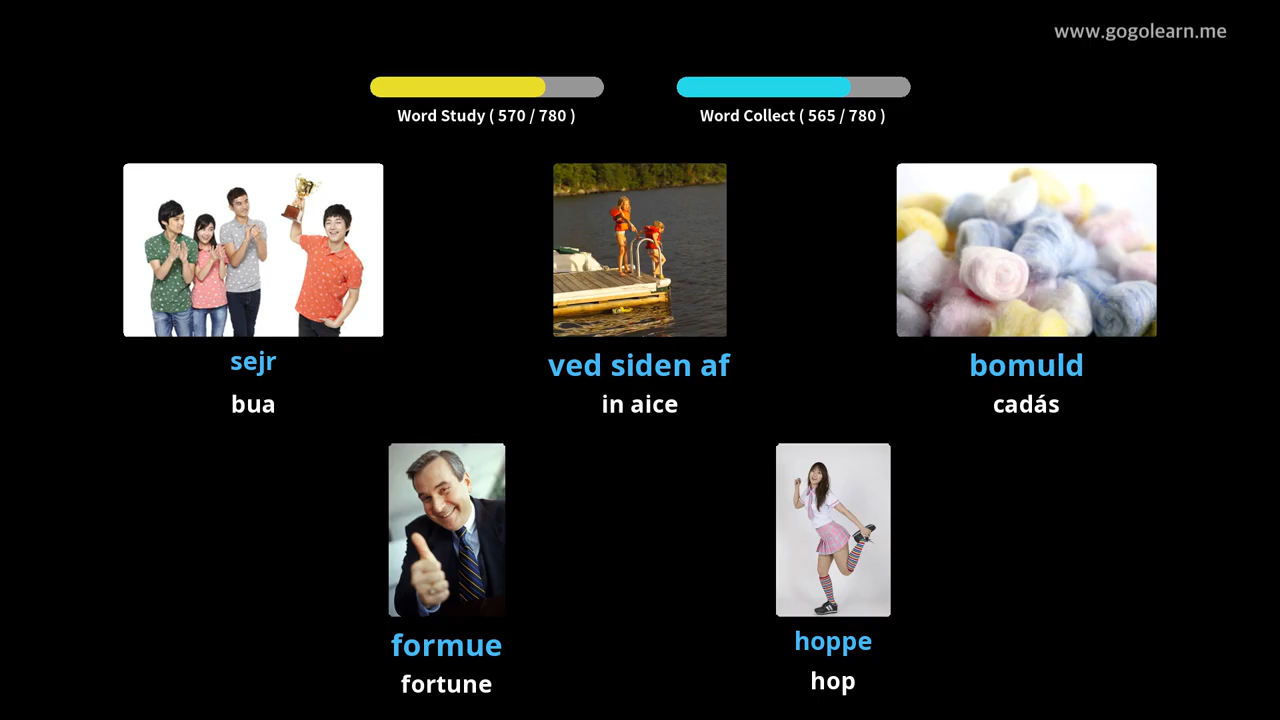 www.gogolearn.me
Word Study ( 570 / 780 )
Word Collect ( 565 / 780 )
sejr
bua
ved siden af
in aice
bomuld
cadás
formue
fortune
hoppe
hop